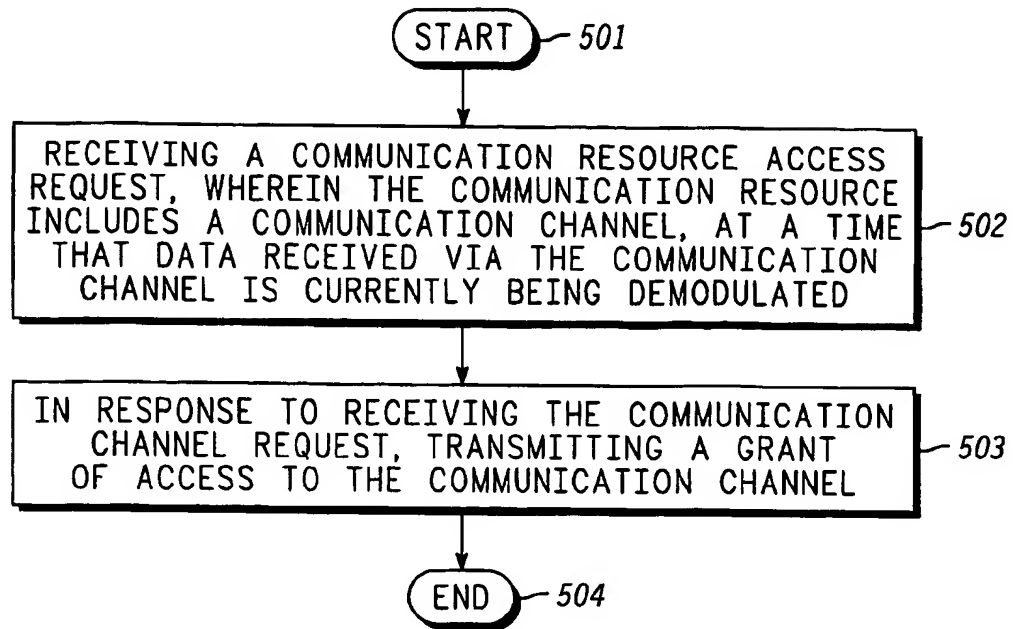 START 501
RECEIVING A COMMUNICATION RESOURCE ACCESS
REQUEST, WHEREIN THE COMMUNICATION RESOURCE
INCLUDES A COMMUNICATION CHANNEL, AT A TIME
THAT DATA RECEIVED VIA THE COMMUNICATION
CHANNEL IS CURRENTLY BEING DEMODULATED
502
IN RESPONSE TO RECEIVING THE COMMUNICATION
CHANNEL REQUEST, TRANSMITTING A GRANT
OF ACCESS TO THE COMMUNICATION CHANNEL
503
END 504